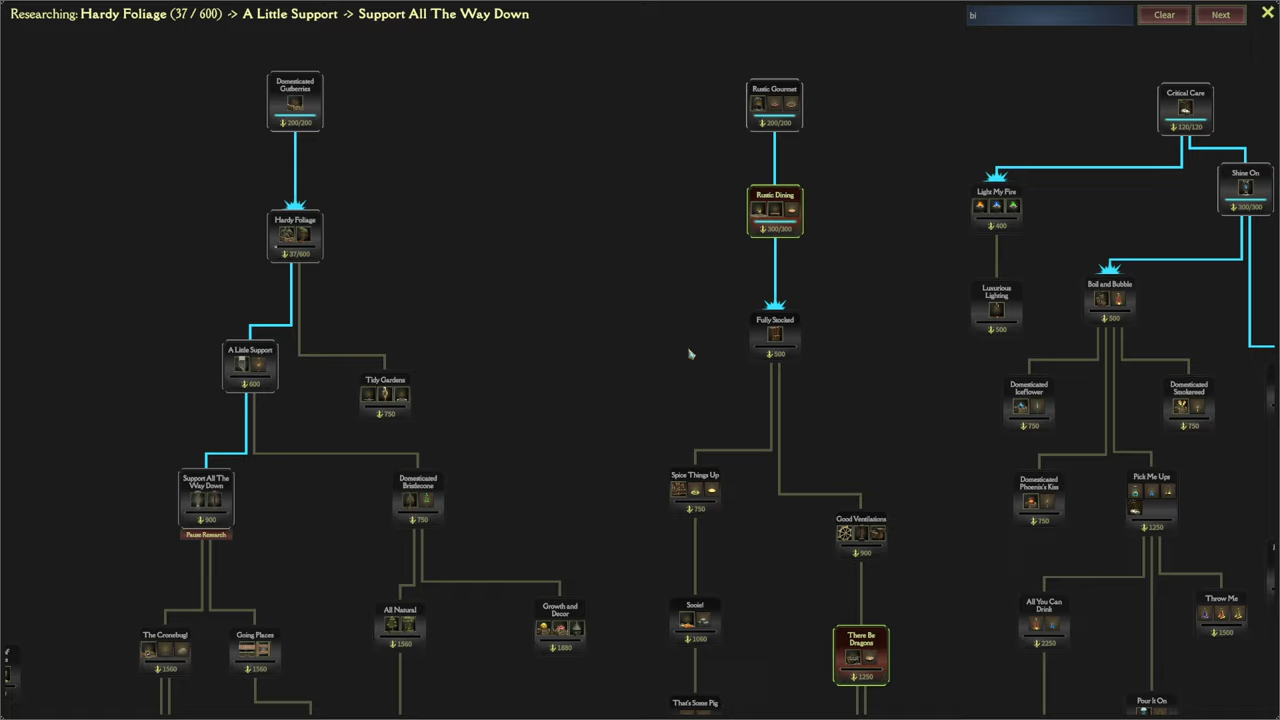 Researching: Hardy Foliage (37 / 600) -> A Little Support -> Support All The Way Down
bi
Clear
Next
Domesticated
Gutberries
200/200
Rustic Gourmet
200/200
Critical Care
120/120
Shine On
300/300
Light My Fire
400
Rustic Dining
300/300
Hardy Foliage
37/600
Luxurious
Lighting
500
Boil and Bubble
500
Fully Stocked
500
A Little Support
600
Tidy Gardens
750
Domesticated
Iceflower
750
Domesticated
Smokereed
750
Support All The
Way Down
900
Pause Research
Domesticated
Bristlecone
750
Spice Things Up
750
Good Ventilations
900
Domesticated
Phoenix's Kiss
750
Pick Me Ups
1250
The Cronebug!
1560
Going Places
1560
All Natural
1560
Growth and
Decor
1880
Sooie!
1060
There Be
Dragons
1250
All You Can
Drink
2250
Throw Me
1500
That's Some Pig
Pour It On